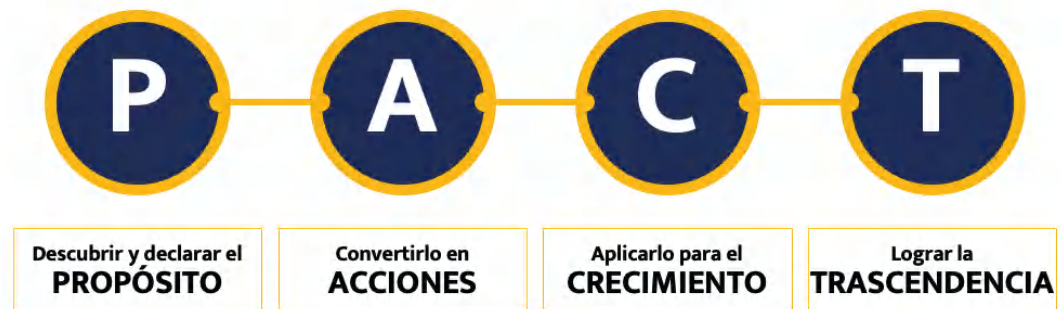 P A C T
Descubrir y declarar el
PROPÓSITO
Convertirlo en
ACCIONES
Aplicarlo para el
CRECIMIENTO
Lograr la
TRASCENDENCIA